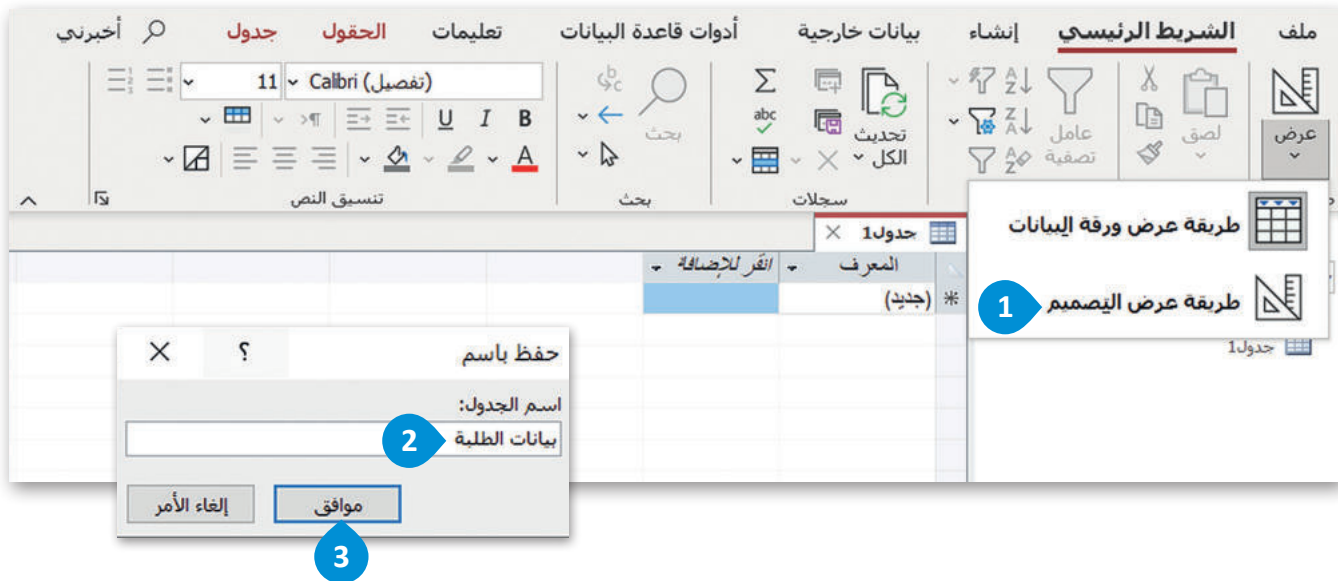 ملف الشريط الرئيسي إنشاء بيانات خارجية أدوات قاعدة البيانات تعليمات الحقول جدول أخبرني
عرض
لصق
عامل تصفية
تحديث الكل
سجلات
بحث
بحث
Calibri (تفصيل) 11
B I U
A
تنسيق النص
طريقة عرض ورقة البيانات
طريقة عرض التصميم
1
جدول1
جدول1
المعرف انقر للإضافة
(جديد)
حفظ باسم ؟
اسم الجدول:
بيانات الطلبة
2
موافق إلغاء الأمر
3